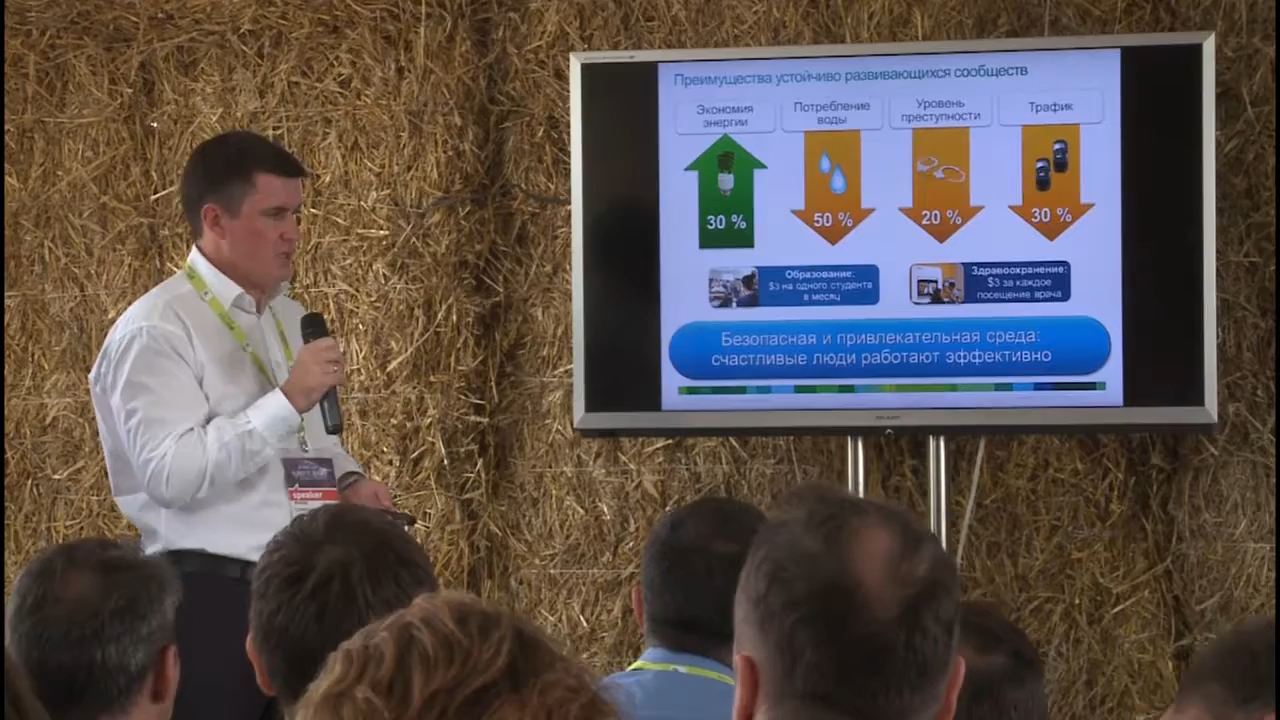 Преимущества устойчиво развивающихся сообществ
Экономия
энергии
Потребление
воды
Уровень
преступности
Трафик
30 %
50 %
20 %
30 %
Образование:
$3 на одного студента
в месяц
Здравоохранение:
$3 за каждое
посещение врача
Безопасная и привлекательная среда:
счастливые люди работают эффективно
speaker